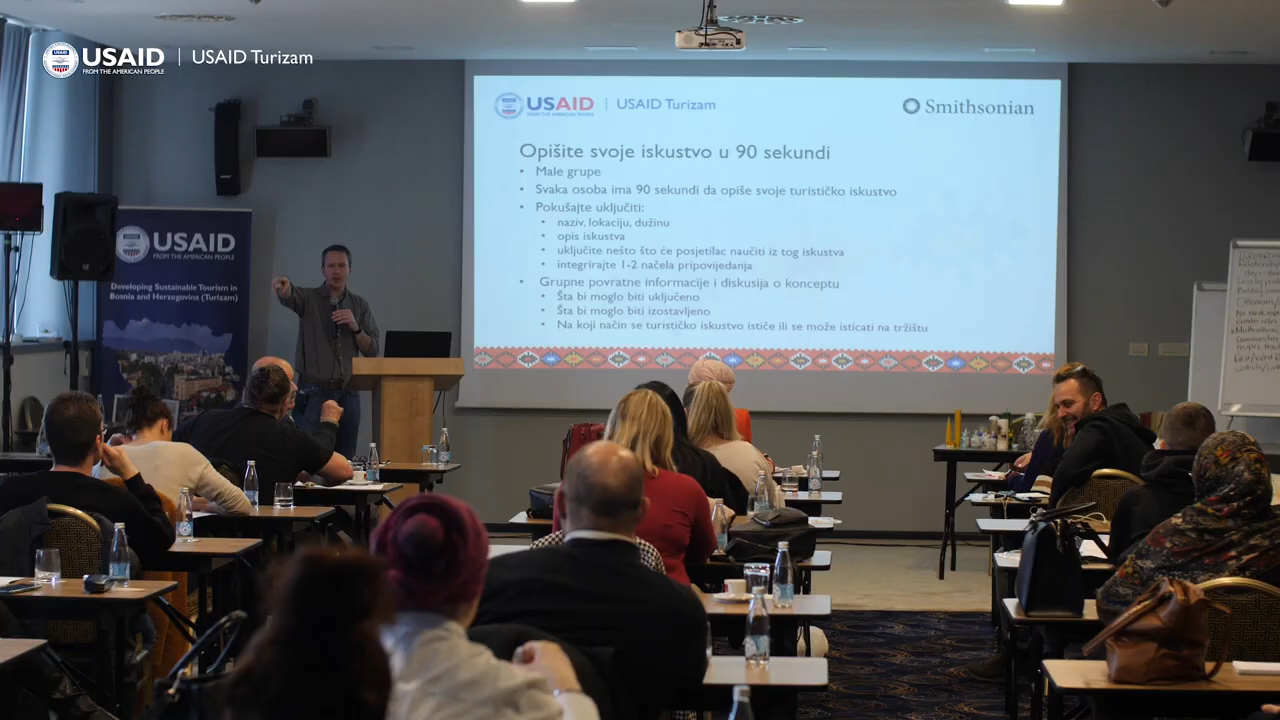 USAID | USAID Turizam
FROM THE AMERICAN PEOPLE
USAID | USAID Turizam
FROM THE AMERICAN PEOPLE
Smithsonian
Opišite svoje iskustvo u 90 sekundi
• Male grupe
• Svaka osoba ima 90 sekundi da opiše svoje turističko iskustvo
• Pokušajte uključiti:
• naziv, lokaciju, dužinu
• opis iskustva
• uključite nešto što će posjetilac naučiti iz tog iskustva
• integrirajte 1-2 načela pripovijedanja
• Grupne povratne informacije i diskusija o konceptu
• Šta bi moglo biti uključeno
• Šta bi moglo biti izostavljeno
• Na koji način se turističko iskustvo ističe ili se može isticati na tržištu
USAID
FROM THE AMERICAN PEOPLE
Developing Sustainable Tourism in
Bosnia and Herzegovina (Turizam)